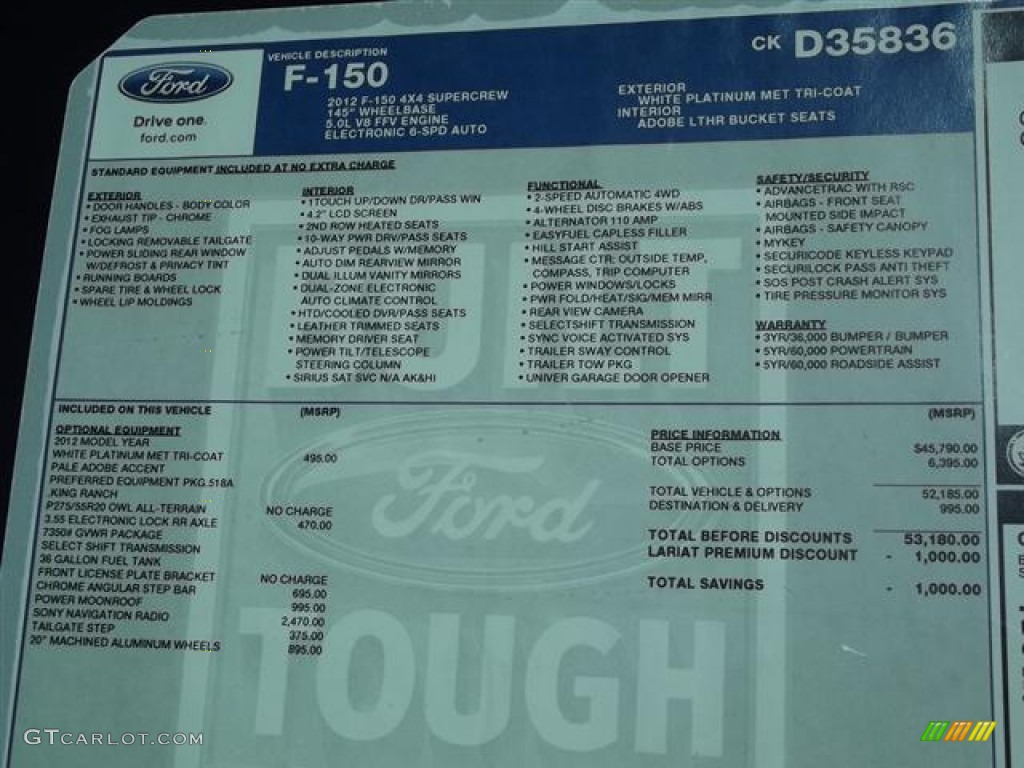 Ford
Drive one.
ford.com
VEHICLE DESCRIPTION
F-150
2012 F-150 4X4 SUPERCREW
145" WHEELBASE
5.0L V8 FFV ENGINE
ELECTRONIC 6-SPD AUTO
CK D35836
EXTERIOR
WHITE PLATINUM MET TRI-COAT
INTERIOR
ADOBE LTHR BUCKET SEATS
STANDARD EQUIPMENT INCLUDED AT NO EXTRA CHARGE
EXTERIOR
• DOOR HANDLES - BODY COLOR
• EXHAUST TIP - CHROME
• FOG LAMPS
• LOCKING REMOVABLE TAILGATE
• POWER SLIDING REAR WINDOW
W/DEFROST & PRIVACY TINT
• RUNNING BOARDS
• SPARE TIRE & WHEEL LOCK
• WHEEL LIP MOLDINGS
INTERIOR
• 1TOUCH UP/DOWN DR/PASS WIN
• 4.2" LCD SCREEN
• 2ND ROW HEATED SEATS
• 10-WAY PWR DRV/PASS SEATS
• ADJUST PEDALS W/MEMORY
• AUTO DIM REARVIEW MIRROR
• DUAL ILLUM VANITY MIRRORS
• DUAL-ZONE ELECTRONIC
AUTO CLIMATE CONTROL
• HTD/COOLED DVR/PASS SEATS
• LEATHER TRIMMED SEATS
• MEMORY DRIVER SEAT
• POWER TILT/TELESCOPE
STEERING COLUMN
• SIRIUS SAT SVC N/A AK&HI
FUNCTIONAL
• 2-SPEED AUTOMATIC 4WD
• 4-WHEEL DISC BRAKES W/ABS
• ALTERNATOR 110 AMP
• EASYFUEL CAPLESS FILLER
• HILL START ASSIST
• MESSAGE CTR: OUTSIDE TEMP,
COMPASS, TRIP COMPUTER
• POWER WINDOWS/LOCKS
• PWR FOLD/HEAT/SIG/MEM MIRR
• REAR VIEW CAMERA
• SELECTSHIFT TRANSMISSION
• SYNC VOICE ACTIVATED SYS
• TRAILER SWAY CONTROL
• TRAILER TOW PKG
• UNIVER GARAGE DOOR OPENER
SAFETY/SECURITY
• ADVANCETRAC WITH RSC
• AIRBAGS - FRONT SEAT
MOUNTED SIDE IMPACT
• AIRBAGS - SAFETY CANOPY
• MYKEY
• SECURICODE KEYLESS KEYPAD
• SECURILOCK PASS ANTI THEFT
• SOS POST CRASH ALERT SYS
• TIRE PRESSURE MONITOR SYS
WARRANTY
• 3YR/36,000 BUMPER / BUMPER
• 5YR/60,000 POWERTRAIN
• 5YR/60,000 ROADSIDE ASSIST
INCLUDED ON THIS VEHICLE (MSRP)
OPTIONAL EQUIPMENT
2012 MODEL YEAR
WHITE PLATINUM MET TRI-COAT 495.00
PALE ADOBE ACCENT
PREFERRED EQUIPMENT PKG.518A
.KING RANCH
P275/55R20 OWL ALL-TERRAIN NO CHARGE
3.55 ELECTRONIC LOCK RR AXLE 470.00
7350# GVWR PACKAGE
SELECT SHIFT TRANSMISSION
36 GALLON FUEL TANK
FRONT LICENSE PLATE BRACKET NO CHARGE
CHROME ANGULAR STEP BAR 695.00
POWER MOONROOF 995.00
SONY NAVIGATION RADIO 2,470.00
TAILGATE STEP 375.00
20" MACHINED ALUMINUM WHEELS 895.00
(MSRP)
PRICE INFORMATION
BASE PRICE $45,790.00
TOTAL OPTIONS 6,395.00
TOTAL VEHICLE & OPTIONS 52,185.00
DESTINATION & DELIVERY 995.00
TOTAL BEFORE DISCOUNTS 53,180.00
LARIAT PREMIUM DISCOUNT - 1,000.00
TOTAL SAVINGS - 1,000.00
Ford
TOUGH
GTCARLOT.COM